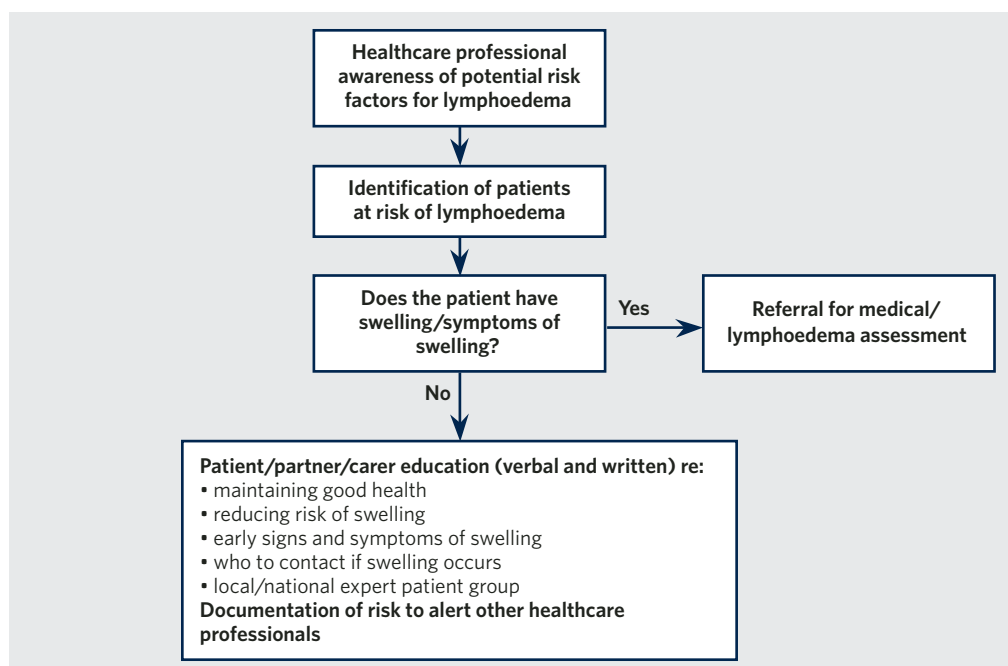 Healthcare professional
awareness of potential risk
factors for lymphoedema
Identification of patients
at risk of lymphoedema
Does the patient have
swelling/symptoms of
swelling?
Yes
Referral for medical/
lymphoedema assessment
No
Patient/partner/carer education (verbal and written) re:
• maintaining good health
• reducing risk of swelling
• early signs and symptoms of swelling
• who to contact if swelling occurs
• local/national expert patient group
Documentation of risk to alert other healthcare
professionals